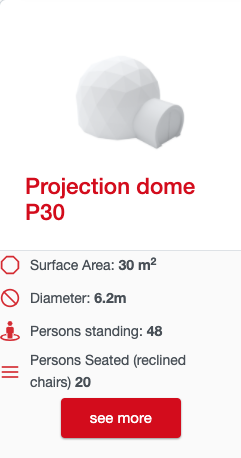 Projection dome
P30
Surface Area: 30 m²
Diameter: 6.2m
Persons standing: 48
Persons Seated (reclined
chairs) 20
see more